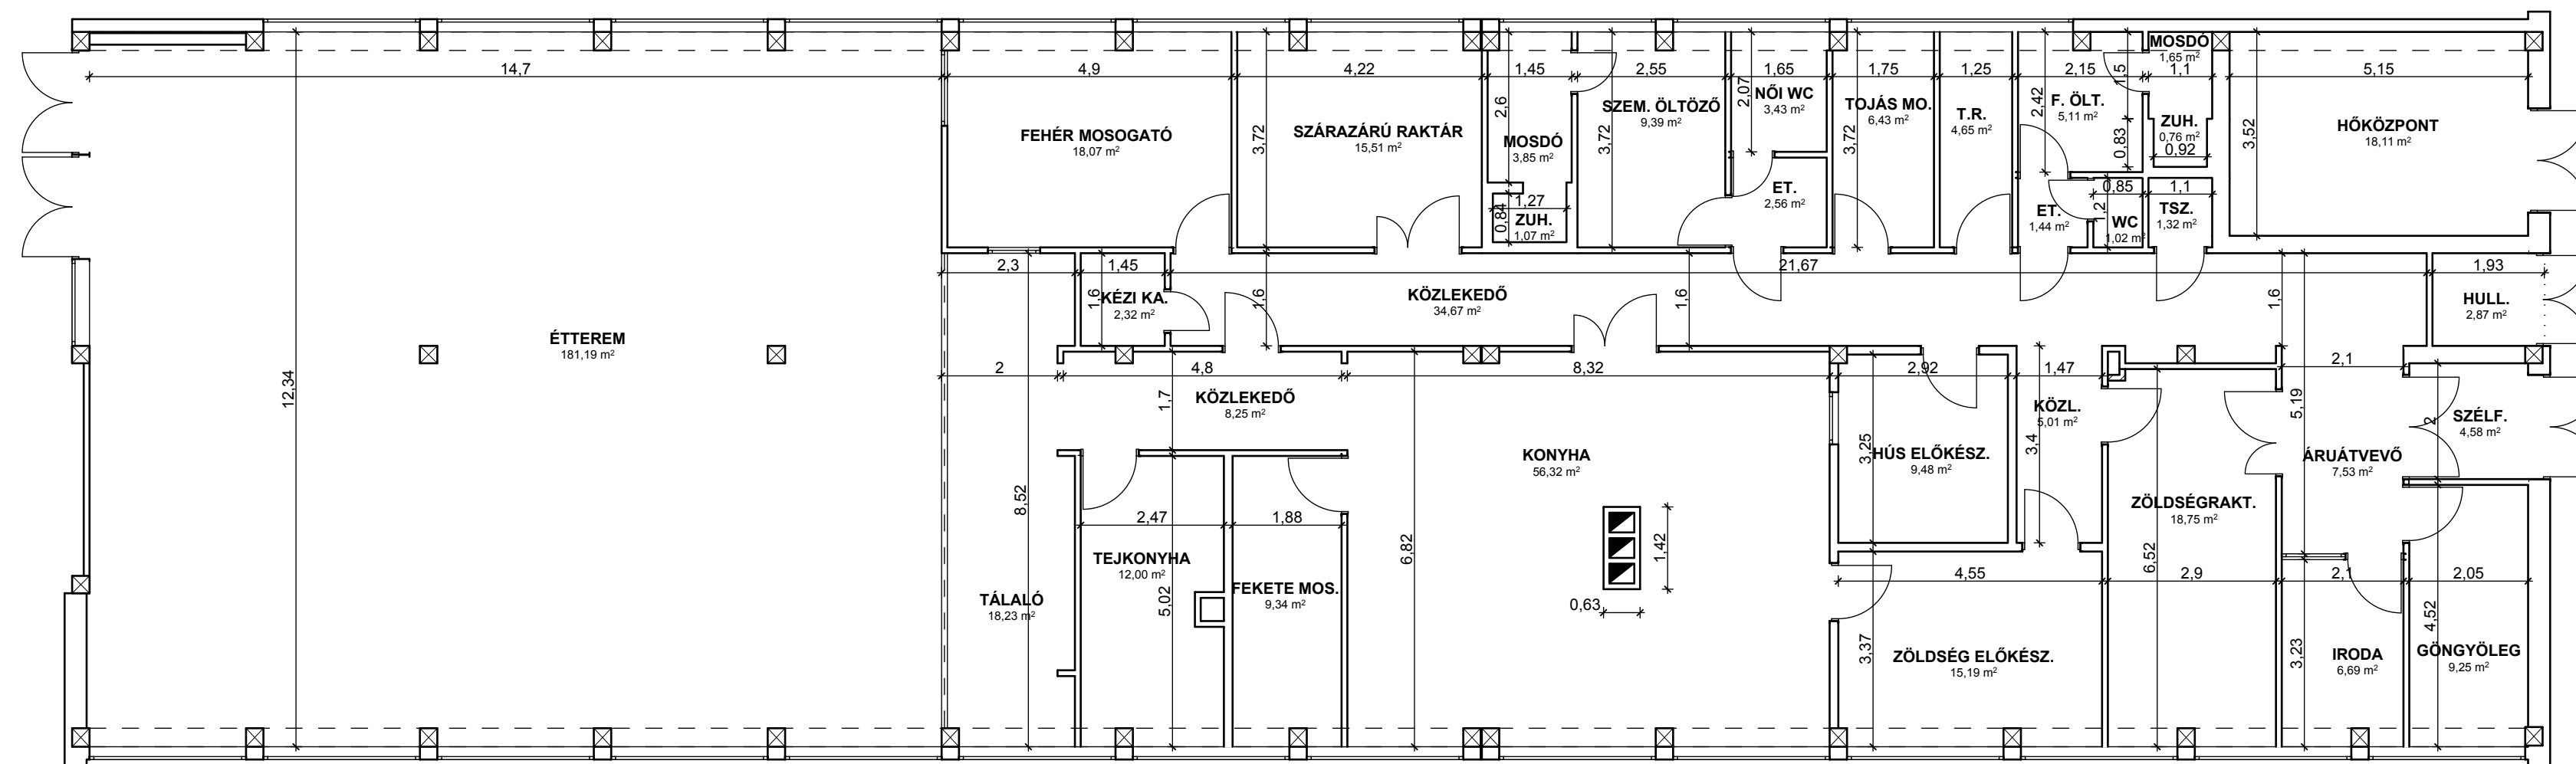 14,7
4,9
4,22
1,45
2,55
1,65
1,75
1,25
2,15
1,1
5,15
MOSDÓ
1,65 m²
1,5
2,07
NŐI WC
3,43 m²
TOJÁS MO.
6,43 m²
T.R.
4,65 m²
2,42
F. ÖLT.
5,11 m²
0,83
ZUH.
0,76 m²
0,92
3,52
HŐKÖZPONT
18,11 m²
FEHÉR MOSOGATÓ
18,07 m²
3,72
SZÁRAZÁRÚ RAKTÁR
15,51 m²
2,6
MOSDÓ
3,85 m²
3,72
SZEM. ÖLTÖZŐ
9,39 m²
3,72
ET.
2,56 m²
0,84
1,27
ZUH.
1,07 m²
ET.
1,44 m²
0,85
1,2
WC
1,02 m²
1,1
TSZ.
1,32 m²
2,3
1,45
21,67
1,93
1,6
KÉZI KA.
2,32 m²
1,6
KÖZLEKEDŐ
34,67 m²
1,6
1,6
HULL.
2,87 m²
12,34
ÉTTEREM
181,19 m²
2
4,8
8,32
2,92
1,47
2,1
1,7
KÖZLEKEDŐ
8,25 m²
KÖZL.
5,01 m²
3,4
5,19
2
SZÉLF.
4,58 m²
KONYHA
56,32 m²
3,25
HÚS ELŐKÉSZ.
9,48 m²
ÁRUÁTVEVŐ
7,53 m²
8,52
2,47
1,88
6,82
1,42
0,63
ZÖLDSÉGRAKT.
18,75 m²
6,52
TEJKONYHA
12,00 m²
5,02
FEKETE MOS.
9,34 m²
TÁLALÓ
18,23 m²
4,55
2,9
2,1
2,05
3,37
ZÖLDSÉG ELŐKÉSZ.
15,19 m²
3,23
IRODA
6,69 m²
4,52
GÖNGYÖLEG
9,25 m²